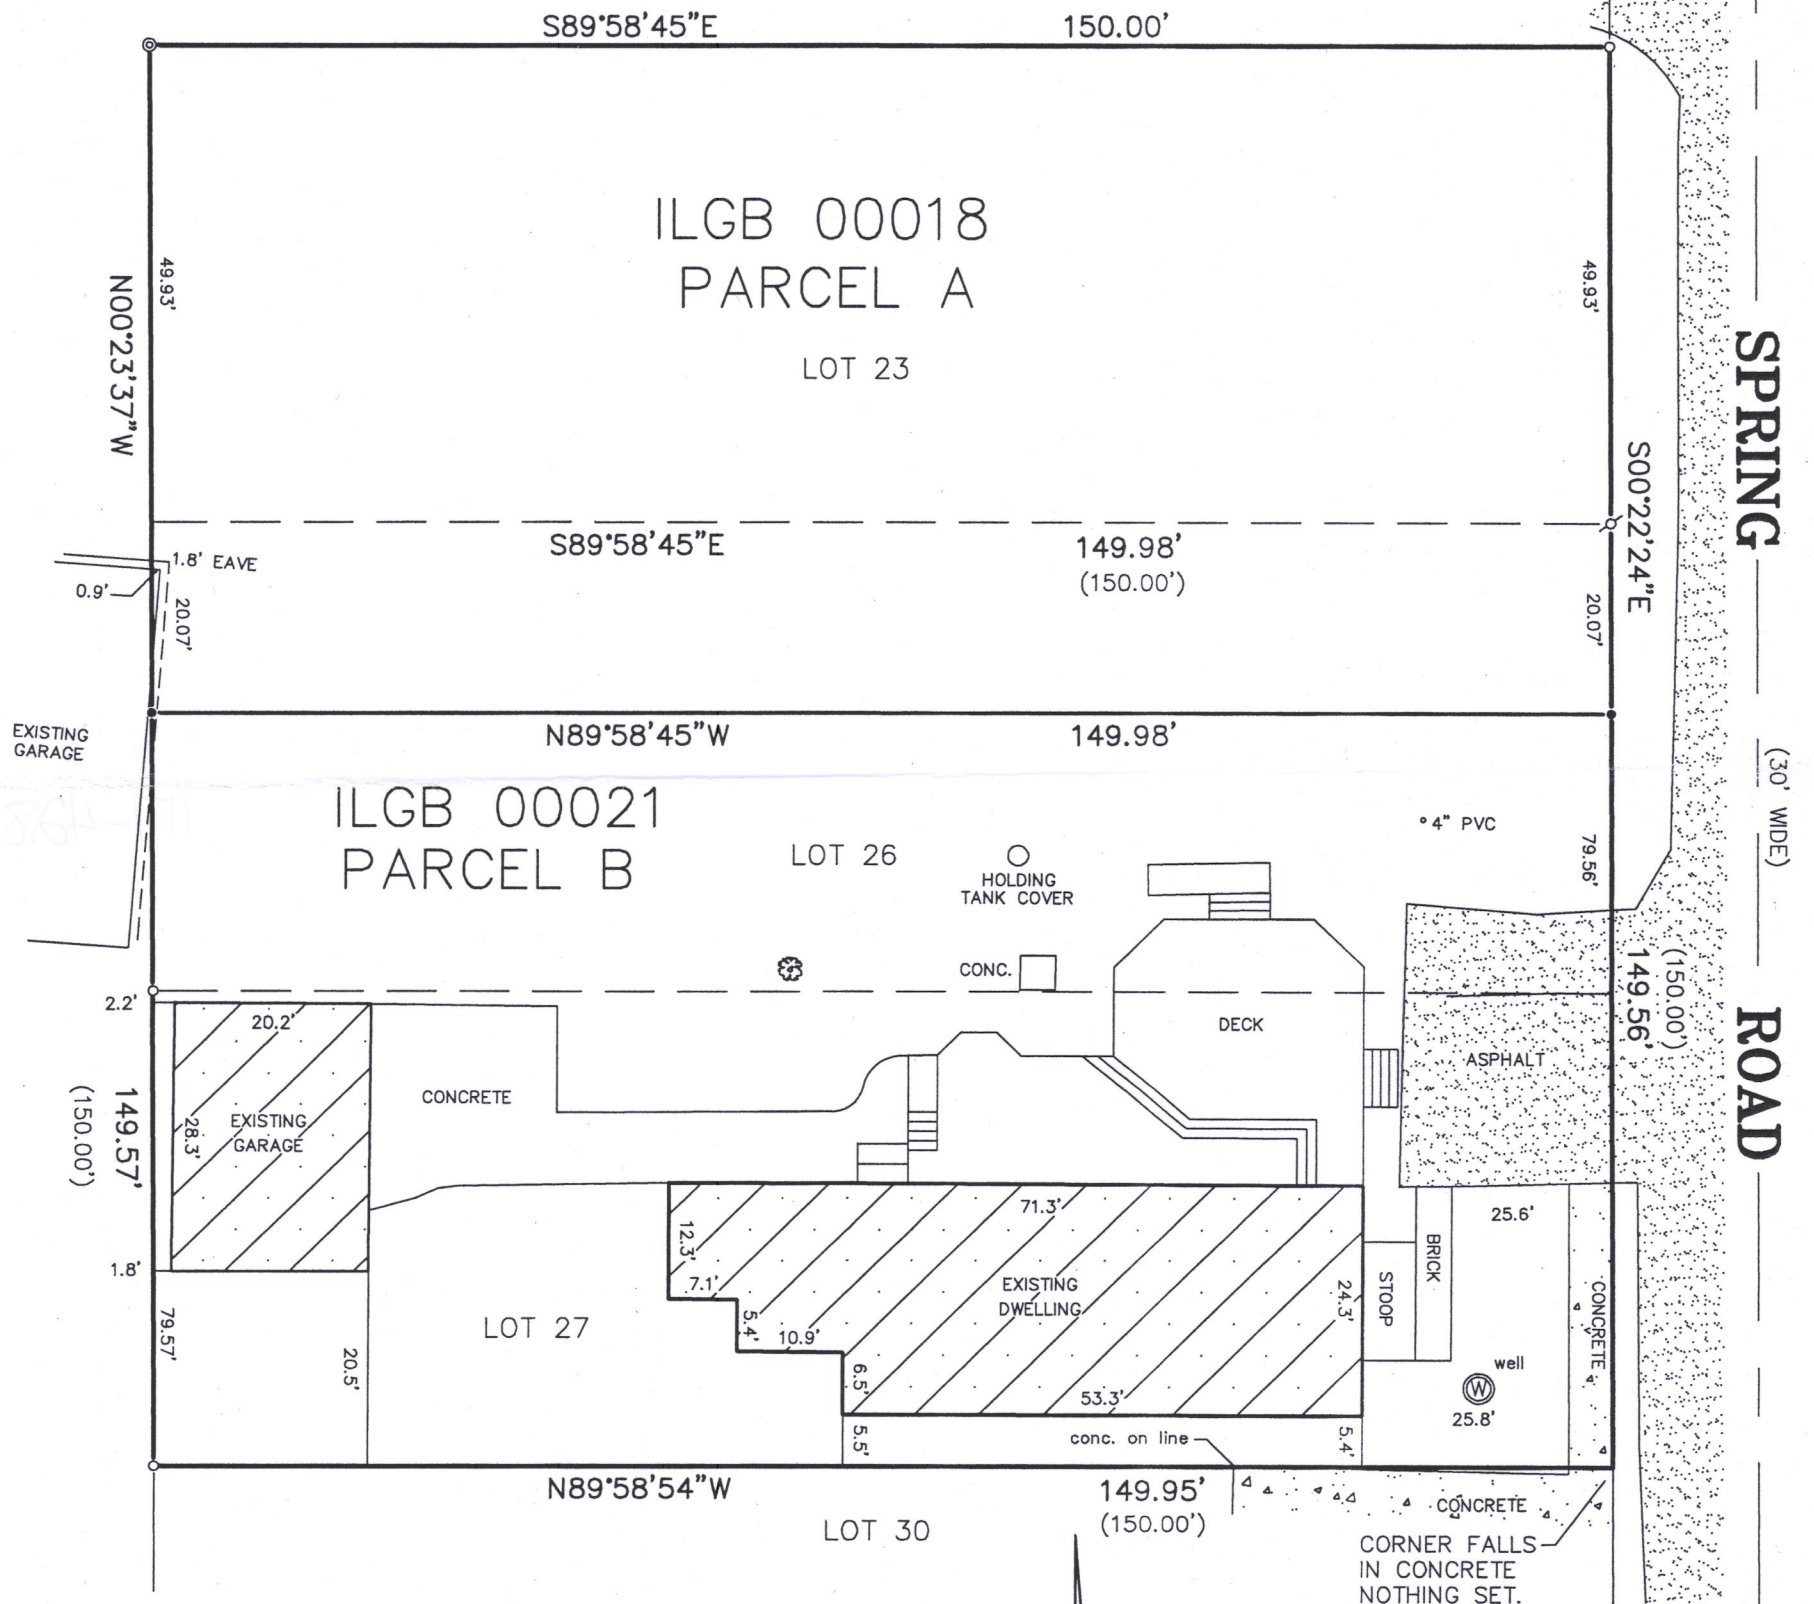 S89°58'45"E 150.00'
ILGB 00018
PARCEL A
LOT 23
49.93'
49.93'
N00°23'37"W
S00°22'24"E
SPRING
ROAD
(30' WIDE)
S89°58'45"E 149.98'
(150.00')
1.8' EAVE
0.9'
20.07'
20.07'
EXISTING
GARAGE
N89°58'45"W 149.98'
ILGB 00021
PARCEL B
LOT 26
HOLDING
TANK COVER
4" PVC
79.56'
CONC.
DECK
ASPHALT
149.56'
(150.00')
2.2'
20.2'
28.3'
EXISTING
GARAGE
CONCRETE
149.57'
(150.00')
1.8'
79.57'
20.5'
LOT 27
71.3'
12.3'
7.1'
5.4'
10.9'
6.5'
EXISTING
DWELLING
53.3'
24.3'
STOOP
BRICK
25.6'
CONCRETE
well
W
25.8'
5.5'
5.4'
conc. on line
N89°58'54"W 149.95'
(150.00')
LOT 30
CONCRETE
CORNER FALLS
IN CONCRETE
NOTHING SET.